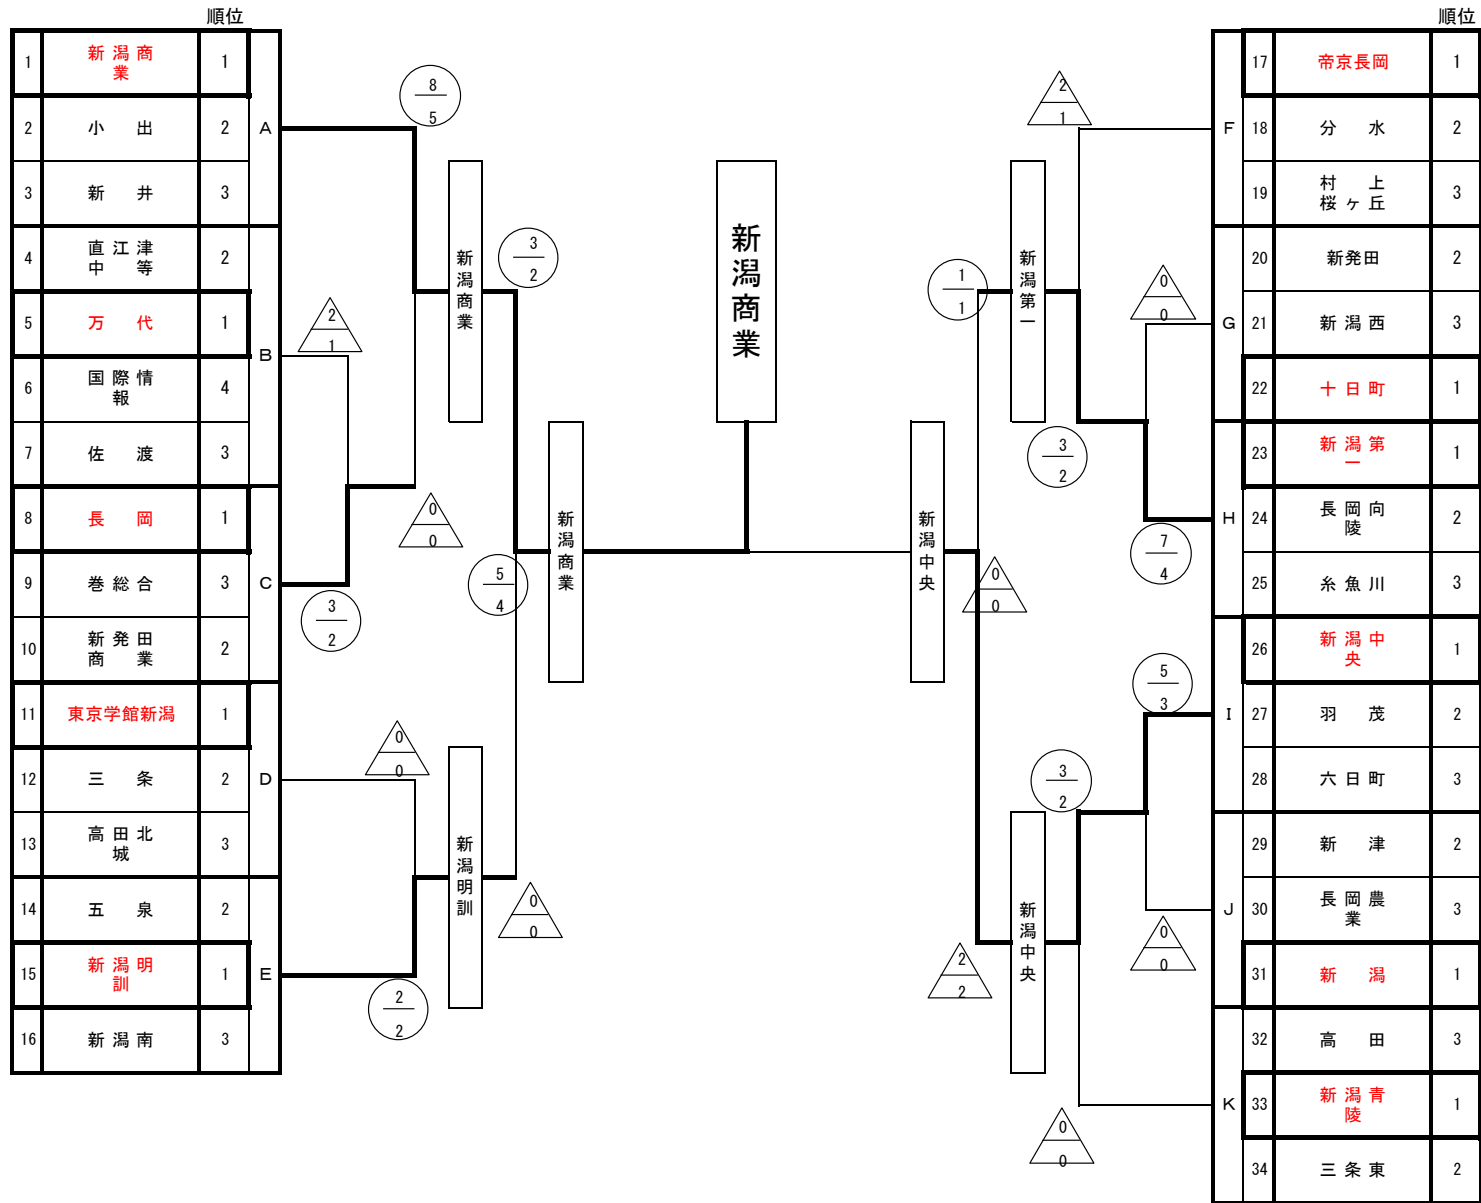 順位
1 新潟商業 1
2 小出 2
3 新井 3
A
4 直江津中等 2
5 万代 1
6 国際情報 4
7 佐渡 3
B
8 長岡 1
9 巻総合 3
10 新発田商業 2
C
11 東京学館新潟 1
12 三条 2
13 高田北城 3
D
14 五泉 2
15 新潟明訓 1
16 新潟南 3
E
8
5
2
1
3
2
0
0
0
0
2
2
新潟商業
3
2
新潟明訓
0
0
5
4
新潟商業
新潟商業
新潟中央
0
0
1
1
新潟第一
2
2
新潟中央
2
1
3
2
0
0
7
4
5
3
3
2
0
0
0
0
順位
F
17 帝京長岡 1
18 分水 2
19 村上桜ヶ丘 3
G
20 新発田 2
21 新潟西 3
22 十日町 1
H
23 新潟第一 1
24 長岡向陵 2
25 糸魚川 3
I
26 新潟中央 1
27 羽茂 2
28 六日町 3
J
29 新津 2
30 長岡農業 3
31 新潟 1
K
32 高田 3
33 新潟青陵 1
34 三条東 2